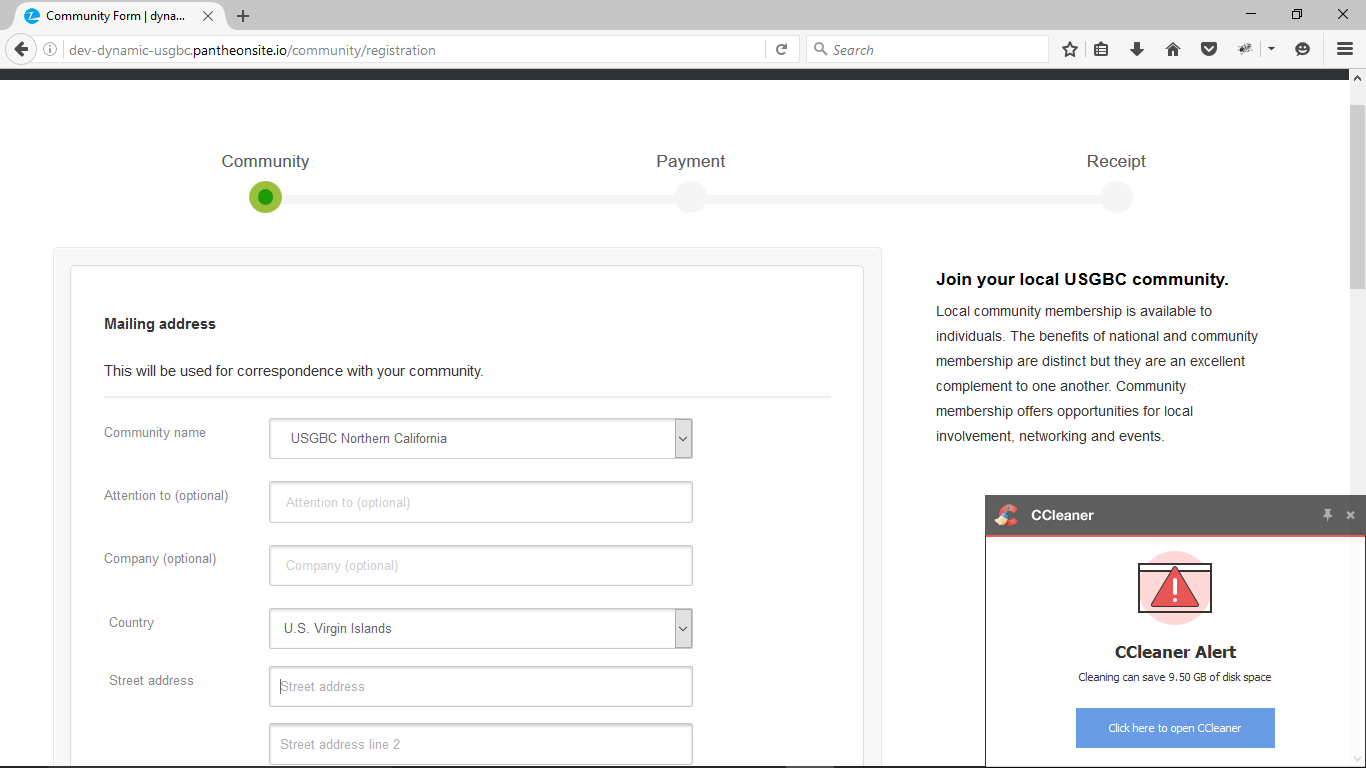 Community Form | dyna...
dev-dynamic-usgbc.pantheonsite.io/community/registration
Search
Community
Payment
Receipt
Mailing address
This will be used for correspondence with your community.
Community name
USGBC Northern California
Attention to (optional)
Attention to (optional)
Company (optional)
Company (optional)
Country
U.S. Virgin Islands
Street address
Street address
Street address line 2
Join your local USGBC community.
Local community membership is available to
individuals. The benefits of national and community
membership are distinct but they are an excellent
complement to one another. Community
membership offers opportunities for local
involvement, networking and events.
CCleaner
CCleaner Alert
Cleaning can save 9.50 GB of disk space
Click here to open CCleaner